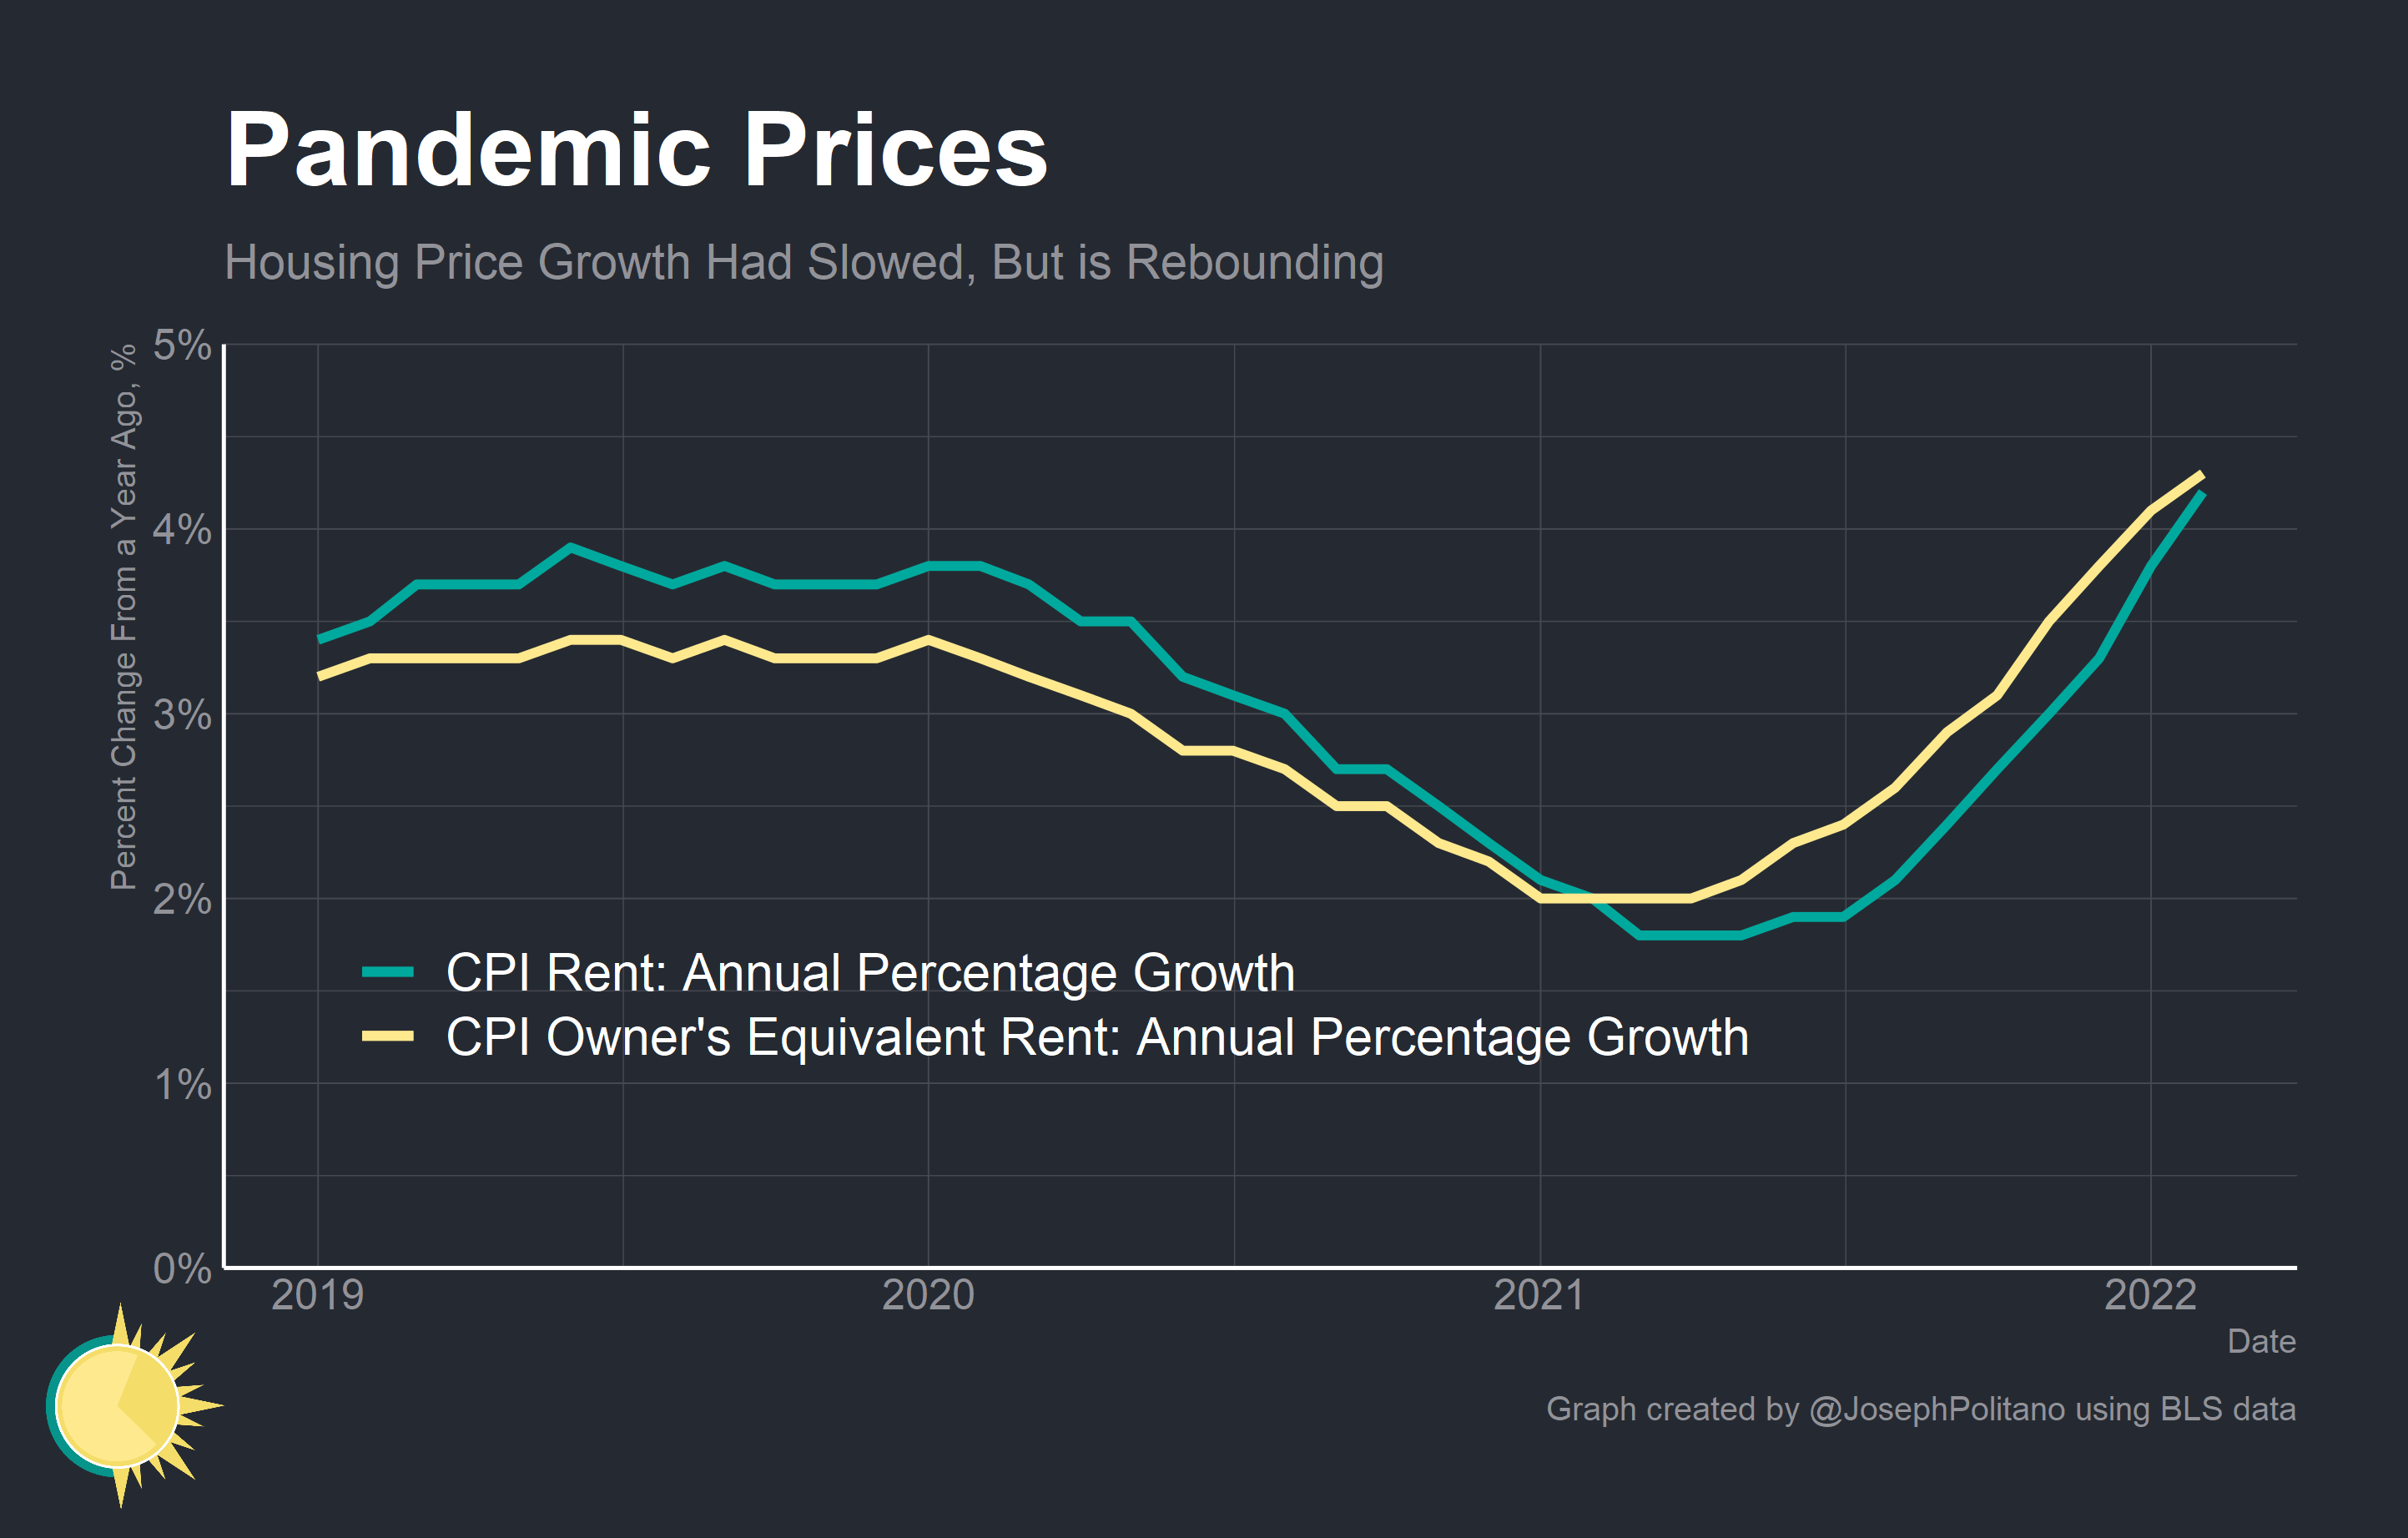 Pandemic Prices
Housing Price Growth Had Slowed, But is Rebounding
Percent Change From a Year Ago, %
5%
4%
3%
2%
1%
0%
CPI Rent: Annual Percentage Growth
CPI Owner's Equivalent Rent: Annual Percentage Growth
2019 2020 2021 2022
Date
Graph created by @JosephPolitano using BLS data